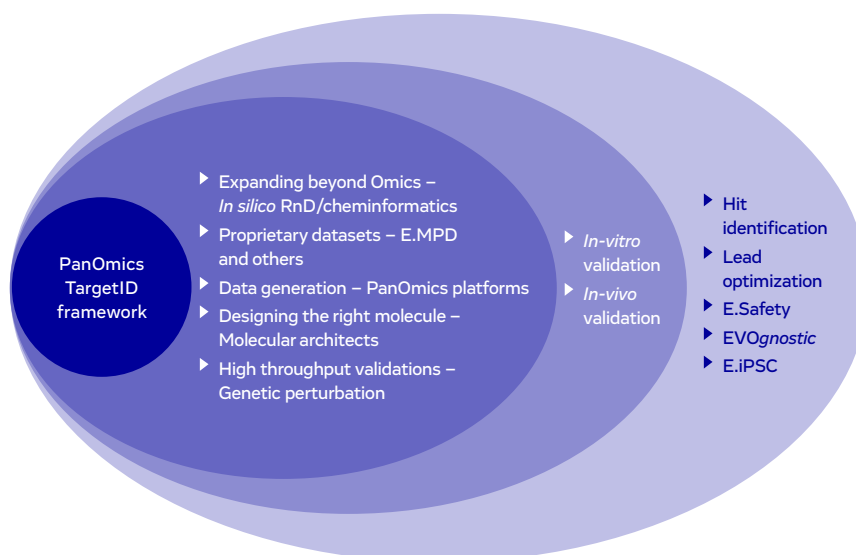 PanOmics
TargetID
framework
Expanding beyond Omics –
In silico RnD/cheminformatics
Proprietary datasets – E.MPD
and others
Data generation – PanOmics platforms
Designing the right molecule –
Molecular architects
High throughput validations –
Genetic perturbation
In-vitro
validation
In-vivo
validation
Hit
identification
Lead
optimization
E.Safety
EVOgnostic
E.iPSC